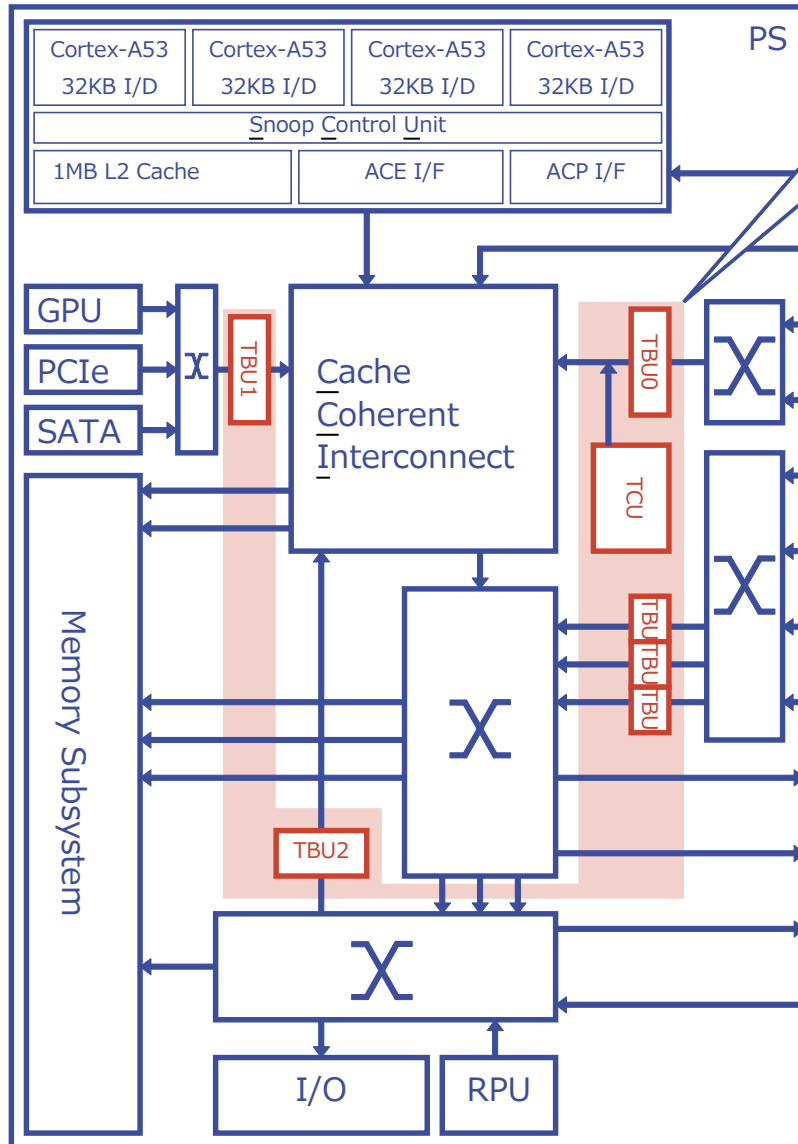 PS
Cortex-A53
32KB I/D
Cortex-A53
32KB I/D
Cortex-A53
32KB I/D
Cortex-A53
32KB I/D
Snoop Control Unit
1MB L2 Cache
ACE I/F
ACP I/F
GPU
PCIe
SATA
TBU1
Cache
Coherent
Interconnect
TBU0
TCU
TBU
TBU
TBU
Memory Subsystem
TBU2
I/O
RPU